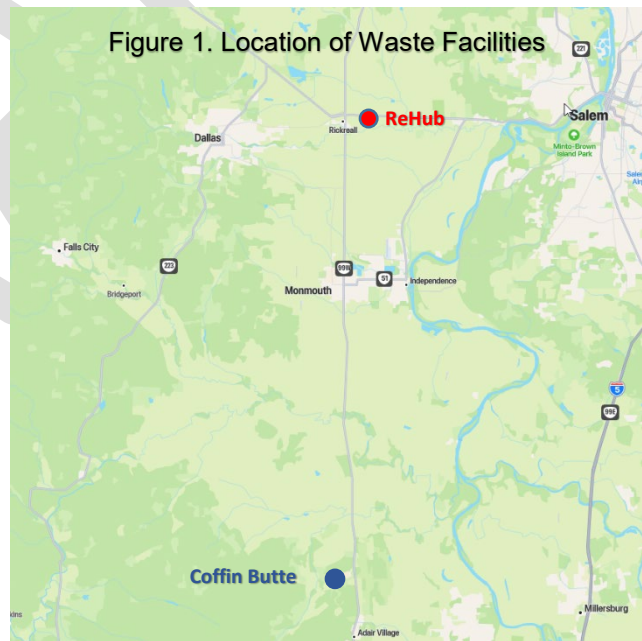 Figure 1. Location of Waste Facilities
221
ReHub
Salem
Rickreall
Dallas
Minto-Brown
Island Park
Falls City
223
99W
51
Independence
Monmouth
Bridgeport
5
99E
Coffin Butte
Millersburg
Adair Village